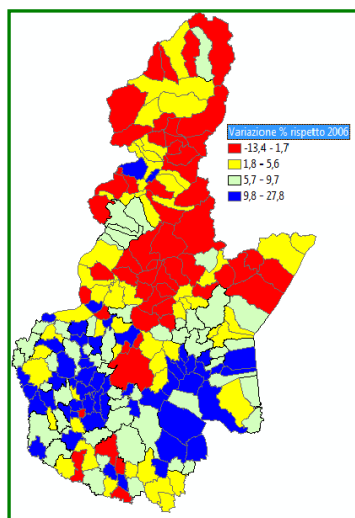 Variazione % rispetto 2006
-13,4 - 1,7
1,8 - 5,6
5,7 - 9,7
9,8 - 27,8